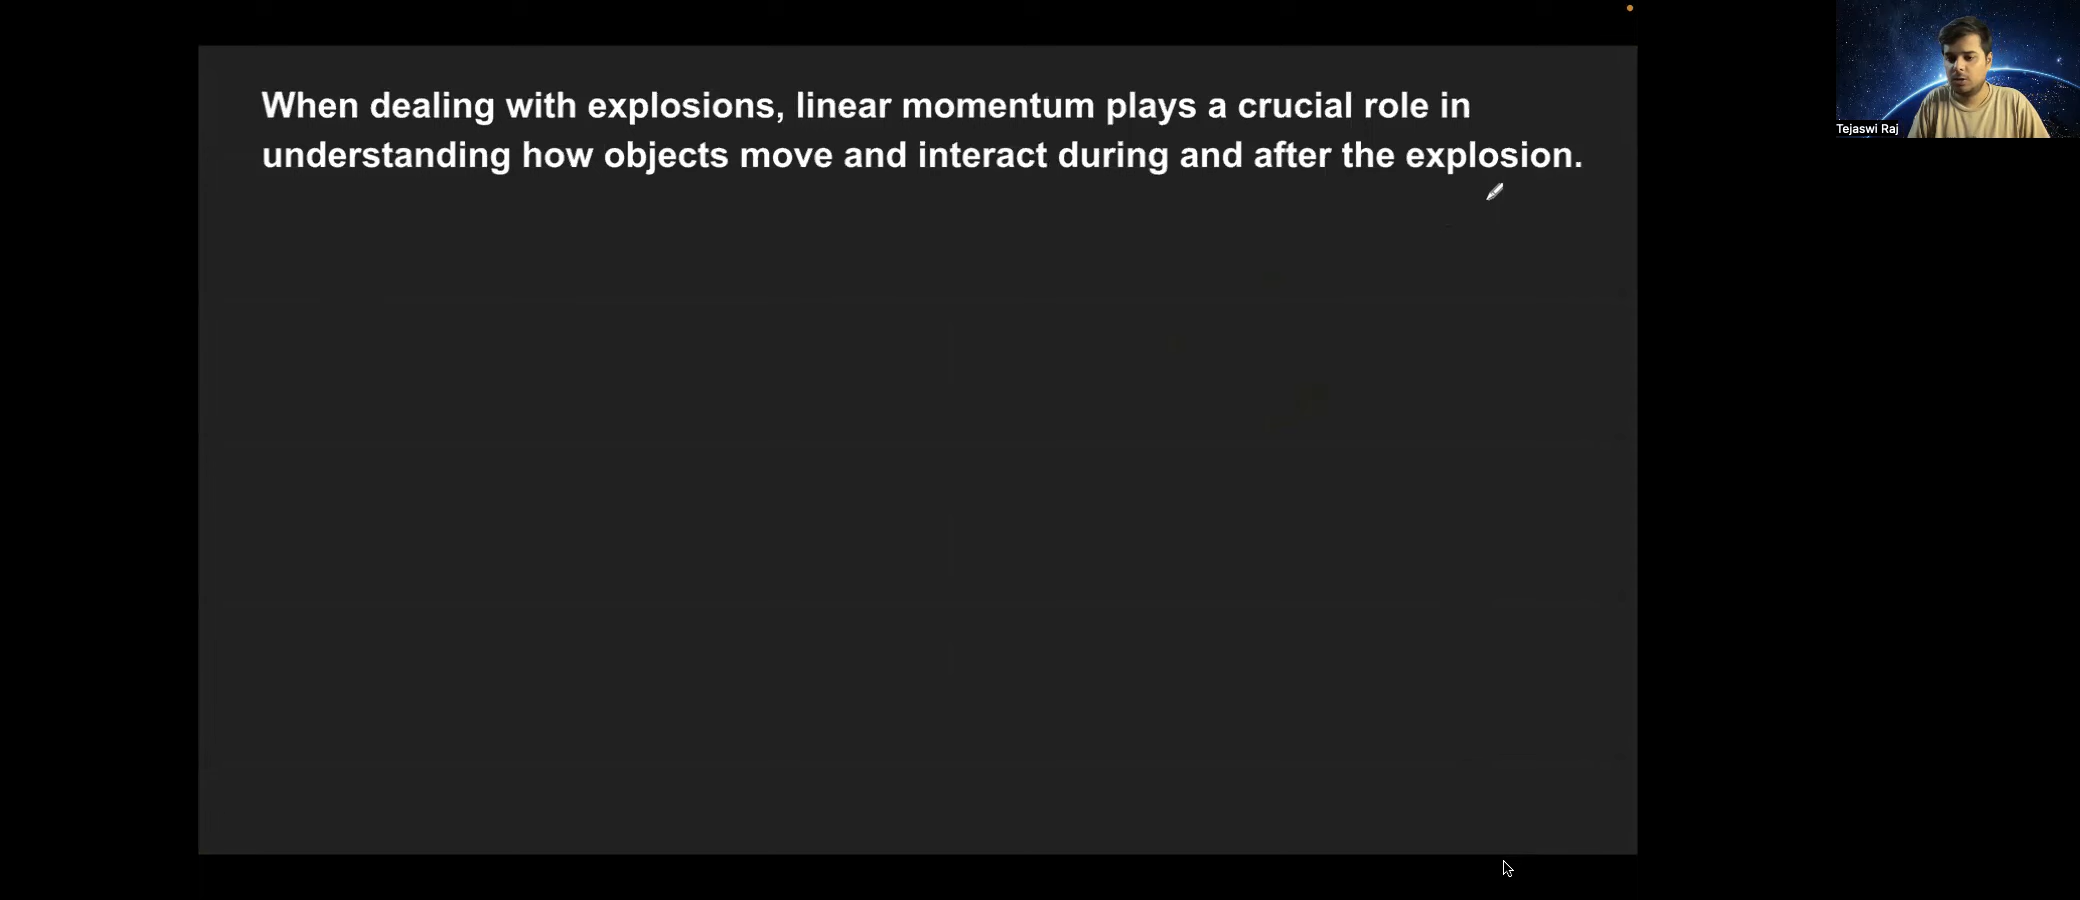 When dealing with explosions, linear momentum plays a crucial role in
understanding how objects move and interact during and after the explosion.
Tejaswi Raj